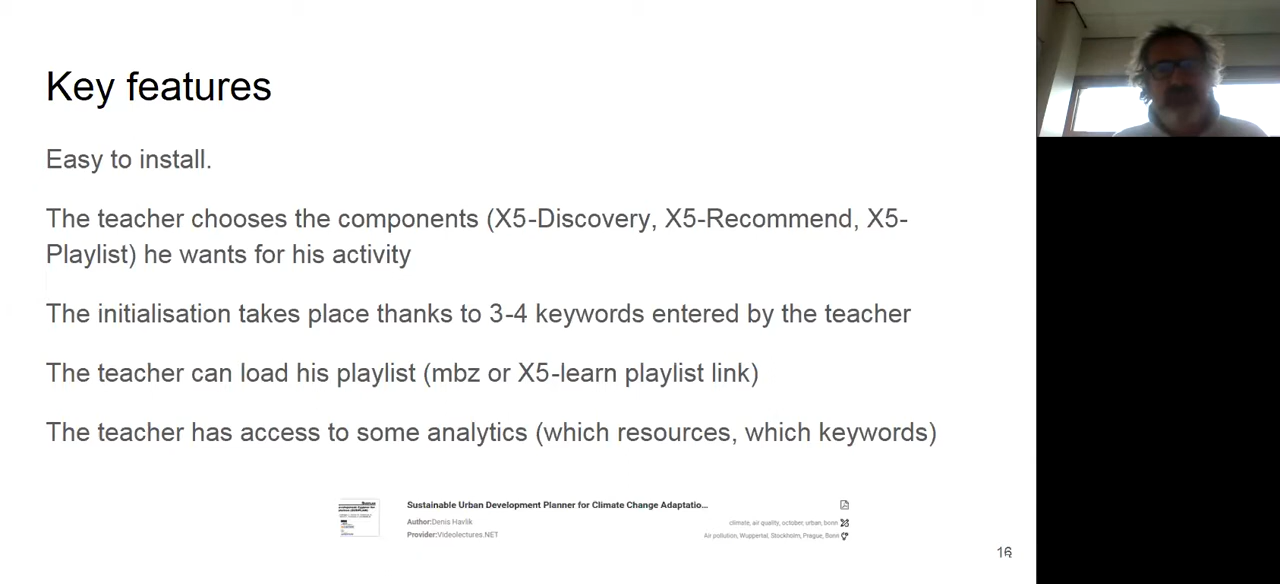 Key features
Easy to install.
The teacher chooses the components (X5-Discovery, X5-Recommend, X5-
Playlist) he wants for his activity
The initialisation takes place thanks to 3-4 keywords entered by the teacher
The teacher can load his playlist (mbz or X5-learn playlist link)
The teacher has access to some analytics (which resources, which keywords)
Sustainable Urban Development Planner for Climate Change Adaptatio...
Author:Denis Havlik
climate, air quality, october, urban, bonn
Provider:Videolectures.NET
Air pollution, Wuppertal, Stockholm, Prague, Bonn
16